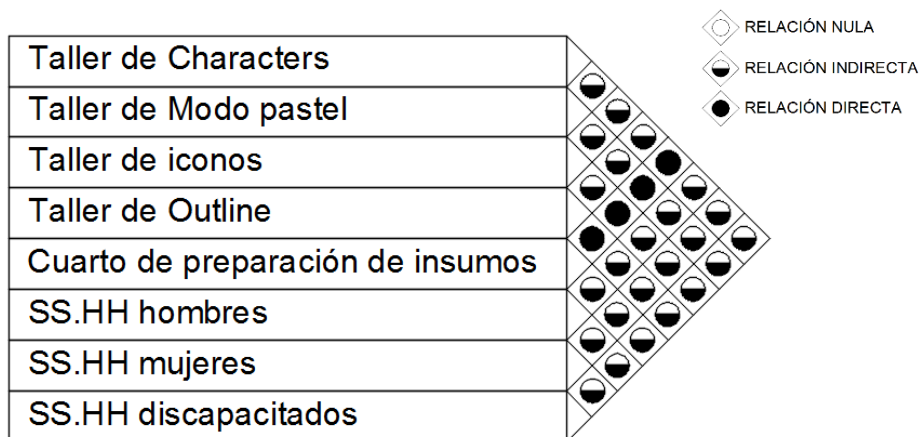 RELACIÓN NULA
RELACIÓN INDIRECTA
RELACIÓN DIRECTA
Taller de Characters
Taller de Modo pastel
Taller de iconos
Taller de Outline
Cuarto de preparación de insumos
SS.HH hombres
SS.HH mujeres
SS.HH discapacitados